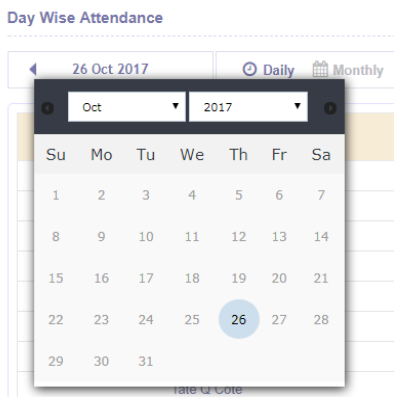 Day Wise Attendance
26 Oct 2017 Daily Monthly
Oct 2017
Su Mo Tu We Th Fr Sa
1 2 3 4 5 6 7
8 9 10 11 12 13 14
15 16 17 18 19 20 21
22 23 24 25 26 27 28
29 30 31
Tate Q Cote